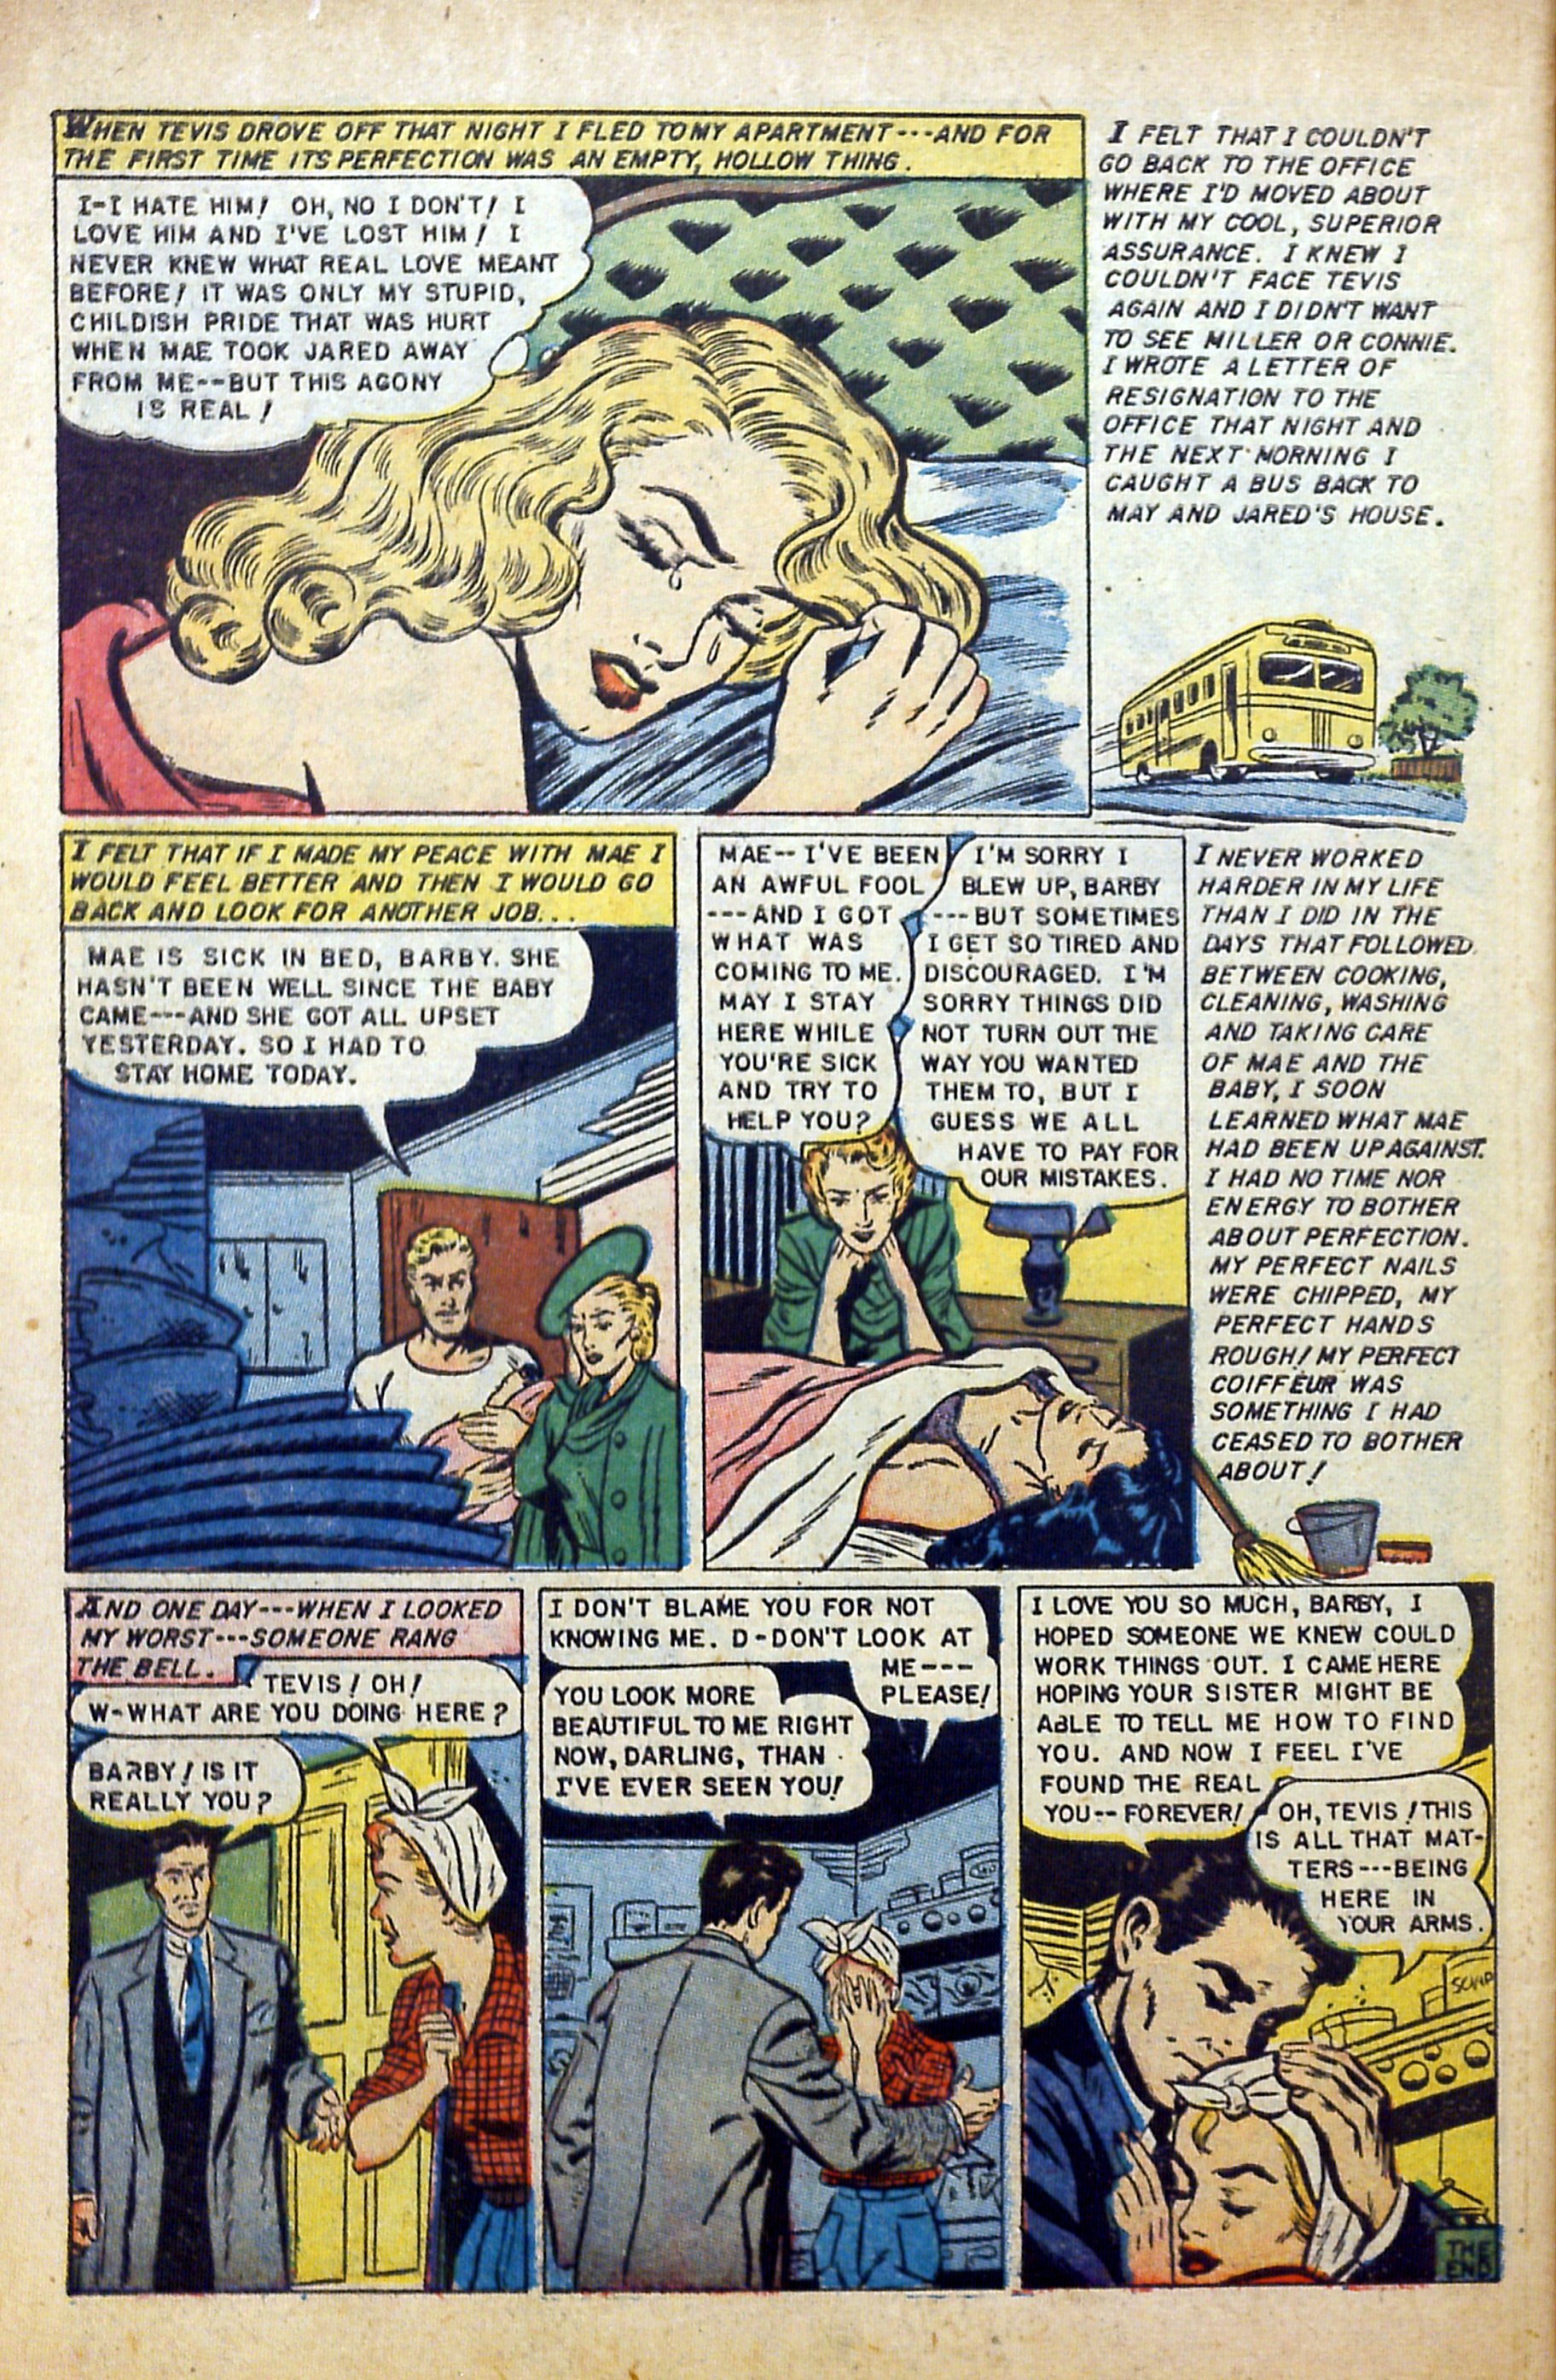 WHEN TEVIS DROVE OFF THAT NIGHT I FLED TO MY APARTMENT---AND FOR
THE FIRST TIME ITS PERFECTION WAS AN EMPTY, HOLLOW THING.
I-I HATE HIM! OH, NO I DON'T! I
LOVE HIM AND I'VE LOST HIM! I
NEVER KNEW WHAT REAL LOVE MEANT
BEFORE! IT WAS ONLY MY STUPID,
CHILDISH PRIDE THAT WAS HURT
WHEN MAE TOOK JARED AWAY
FROM ME--BUT THIS AGONY
IS REAL!
I FELT THAT I COULDN'T
GO BACK TO THE OFFICE
WHERE I'D MOVED ABOUT
WITH MY COOL, SUPERIOR
ASSURANCE. I KNEW I
COULDN'T FACE TEVIS
AGAIN AND I DIDN'T WANT
TO SEE MILLER OR CONNIE.
I WROTE A LETTER OF
RESIGNATION TO THE
OFFICE THAT NIGHT AND
THE NEXT MORNING I
CAUGHT A BUS BACK TO
MAY AND JARED'S HOUSE.
I FELT THAT IF I MADE MY PEACE WITH MAE I
WOULD FEEL BETTER AND THEN I WOULD GO
BACK AND LOOK FOR ANOTHER JOB...
MAE IS SICK IN BED, BARBY. SHE
HASN'T BEEN WELL SINCE THE BABY
CAME---AND SHE GOT ALL UPSET
YESTERDAY. SO I HAD TO
STAY HOME TODAY.
MAE--I'VE BEEN
AN AWFUL FOOL
---AND I GOT
WHAT WAS
COMING TO ME.
MAY I STAY
HERE WHILE
YOU'RE SICK
AND TRY TO
HELP YOU?
I'M SORRY I
BLEW UP, BARBY
---BUT SOMETIMES
I GET SO TIRED AND
DISCOURAGED. I'M
SORRY THINGS DID
NOT TURN OUT THE
WAY YOU WANTED
THEM TO, BUT I
GUESS WE ALL
HAVE TO PAY FOR
OUR MISTAKES.
I NEVER WORKED
HARDER IN MY LIFE
THAN I DID IN THE
DAYS THAT FOLLOWED.
BETWEEN COOKING,
CLEANING, WASHING
AND TAKING CARE
OF MAE AND THE
BABY, I SOON
LEARNED WHAT MAE
HAD BEEN UP AGAINST.
I HAD NO TIME NOR
ENERGY TO BOTHER
ABOUT PERFECTION.
MY PERFECT NAILS
WERE CHIPPED, MY
PERFECT HANDS
ROUGH! MY PERFECT
COIFFEUR WAS
SOMETHING I HAD
CEASED TO BOTHER
ABOUT!
AND ONE DAY---WHEN I LOOKED
MY WORST---SOMEONE RANG
THE BELL.
TEVIS! OH!
W-WHAT ARE YOU DOING HERE?
BARBY! IS IT
REALLY YOU?
I DON'T BLAME YOU FOR NOT
KNOWING ME. D-DON'T LOOK AT
ME---
PLEASE!
YOU LOOK MORE
BEAUTIFUL TO ME RIGHT
NOW, DARLING, THAN
I'VE EVER SEEN YOU!
I LOVE YOU SO MUCH, BARBY, I
HOPED SOMEONE WE KNEW COULD
WORK THINGS OUT. I CAME HERE
HOPING YOUR SISTER MIGHT BE
ABLE TO TELL ME HOW TO FIND
YOU. AND NOW I FEEL I'VE
FOUND THE REAL
YOU--FOREVER!
OH, TEVIS! THIS
IS ALL THAT MAT-
TERS---BEING
HERE IN
YOUR ARMS.
SOAP
THE
END